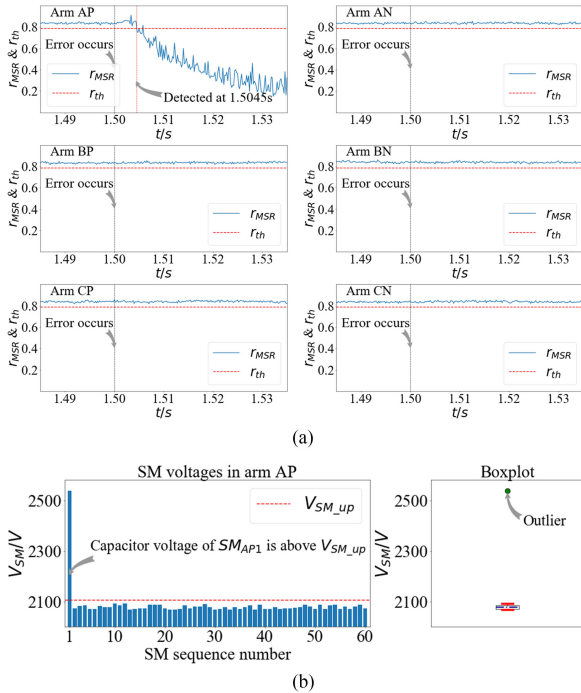 Arm AP
r_MSR & r_th
0.8
0.6
0.4
0.2
Error occurs
r_MSR
r_th
Detected at 1.5045s
1.49 1.50 1.51 1.52 1.53
t/s
Arm AN
r_MSR & r_th
0.8
0.6
0.4
0.2
Error occurs
r_MSR
r_th
1.49 1.50 1.51 1.52 1.53
t/s
Arm BP
r_MSR & r_th
0.8
0.6
0.4
0.2
Error occurs
r_MSR
r_th
1.49 1.50 1.51 1.52 1.53
t/s
Arm BN
r_MSR & r_th
0.8
0.6
0.4
0.2
Error occurs
r_MSR
r_th
1.49 1.50 1.51 1.52 1.53
t/s
Arm CP
r_MSR & r_th
0.8
0.6
0.4
0.2
Error occurs
r_MSR
r_th
1.49 1.50 1.51 1.52 1.53
t/s
Arm CN
r_MSR & r_th
0.8
0.6
0.4
0.2
Error occurs
r_MSR
r_th
1.49 1.50 1.51 1.52 1.53
t/s
(a)
SM voltages in arm AP
V_SM/V
2500
2300
2100
V_SM_up
Capacitor voltage of SM_AP1 is above V_SM_up
1 10 20 30 40 50 60
SM sequence number
Boxplot
V_SM/V
2500
2300
2100
Outlier
(b)